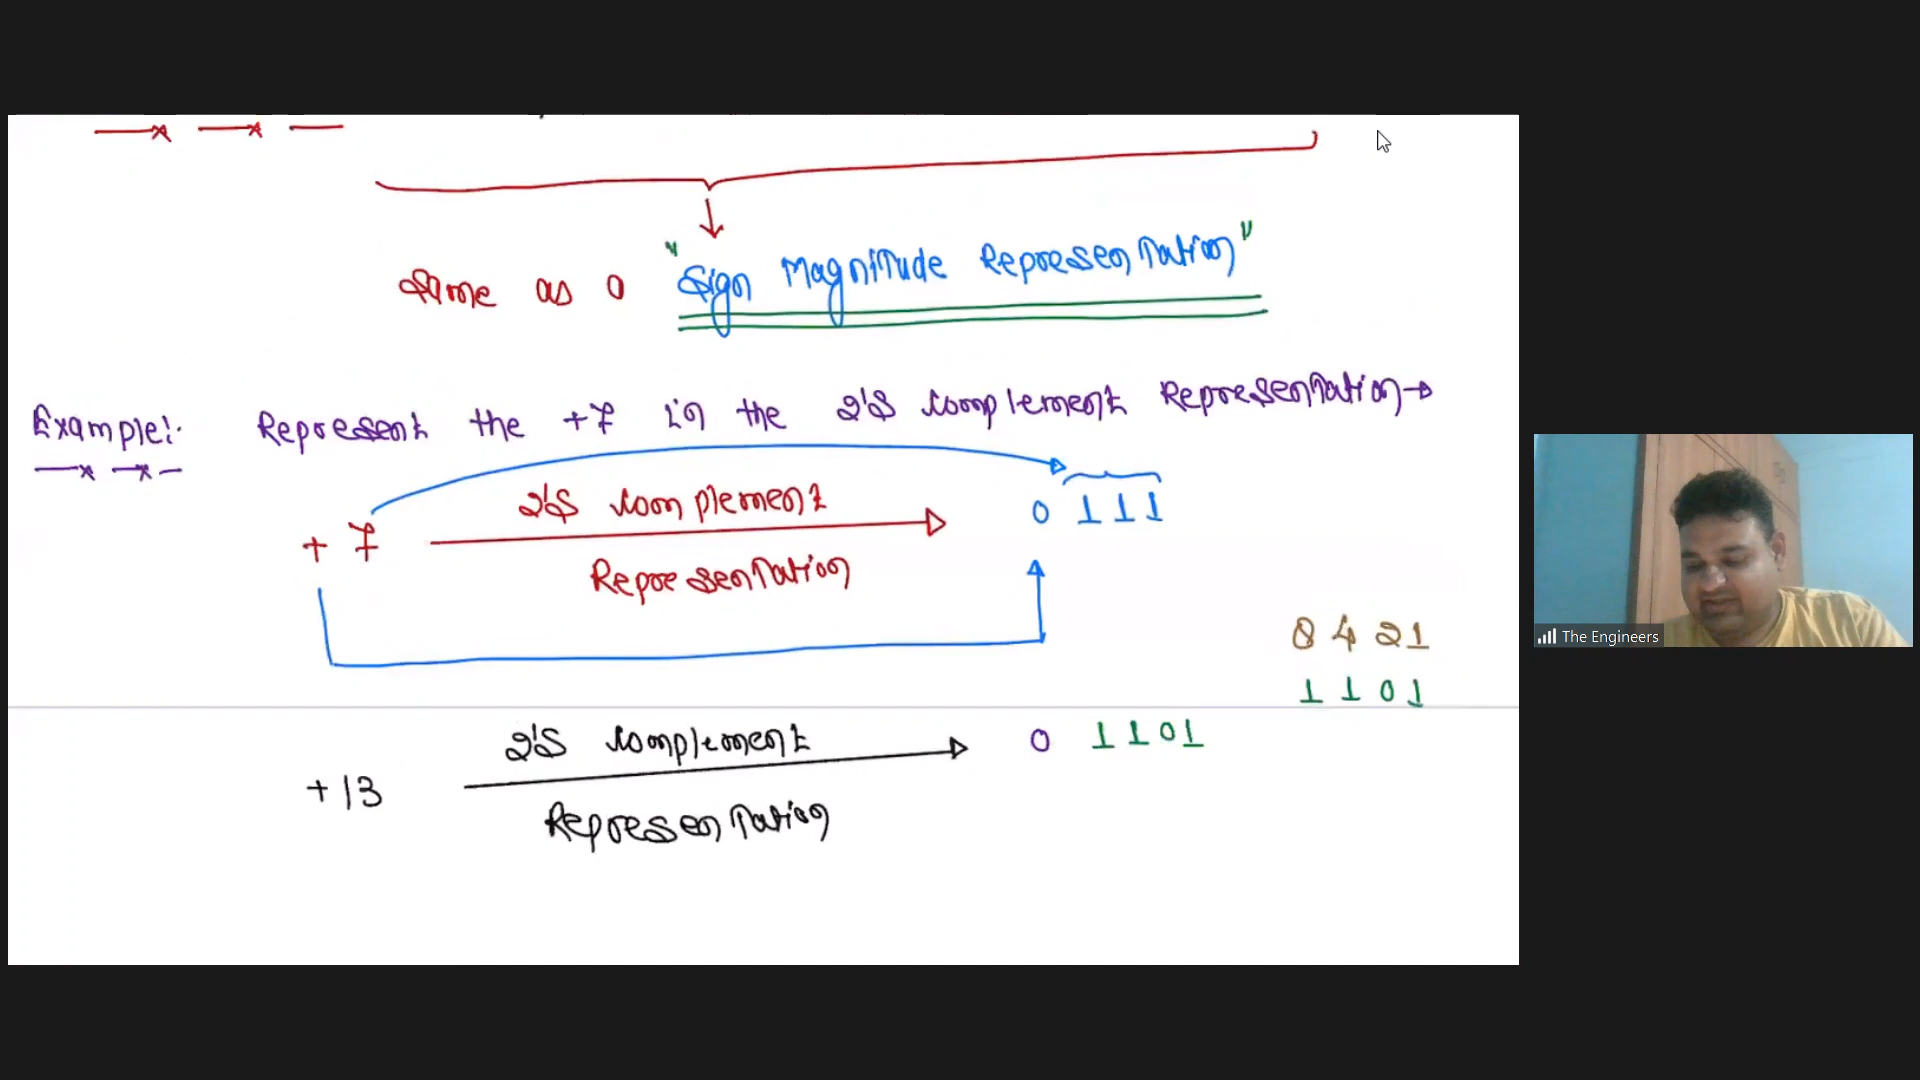 Same as a "Sign Magnitude Representation"
Example:- Represent the +7 in the 2's complement Representation→
+ 7 2's complement Representation 0 111
8 4 2 1
1 1 0 1
+13 2's complement Representation 0 1101
The Engineers